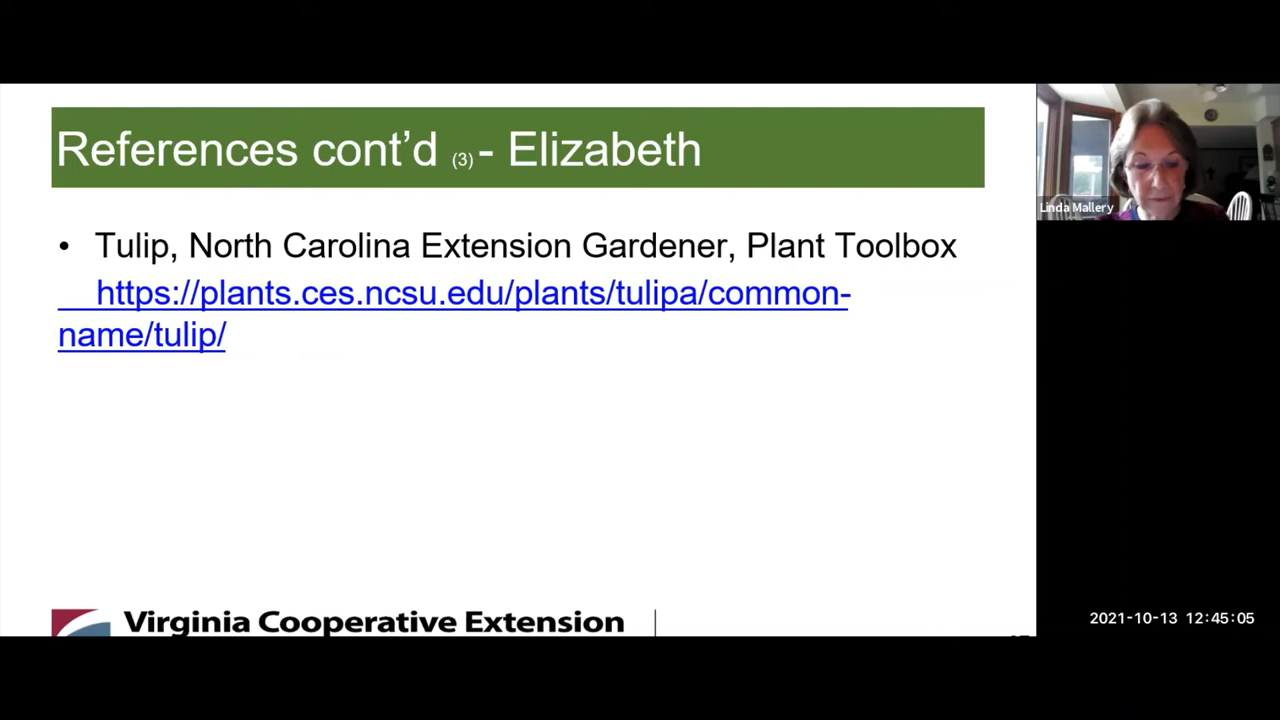 References cont’d (3) - Elizabeth
• Tulip, North Carolina Extension Gardener, Plant Toolbox
https://plants.ces.ncsu.edu/plants/tulipa/common-
name/tulip/
Virginia Cooperative Extension
Linda Mallery
2021-10-13 12:45:05